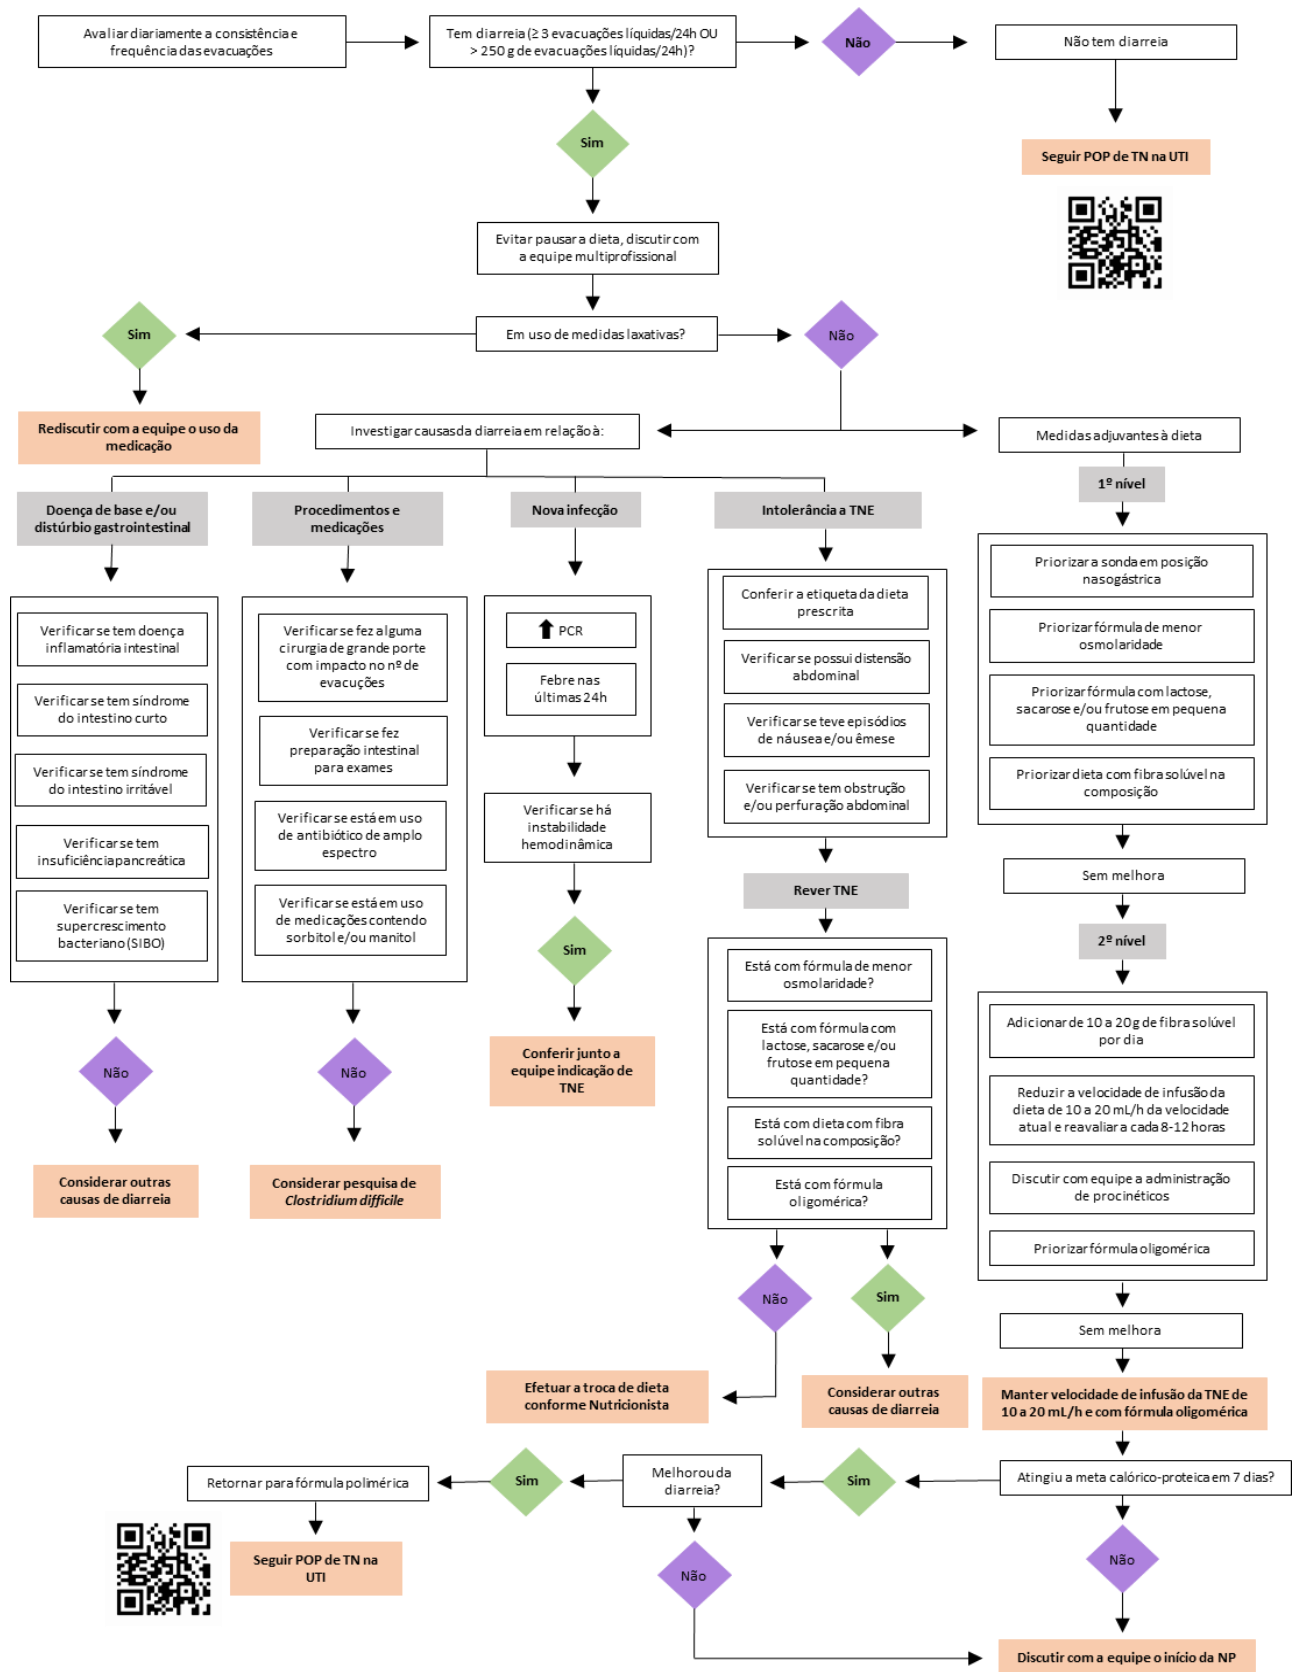 Avaliar diariamente a consistência e
frequência das evacuações
Tem diarreia (≥ 3 evacuações líquidas/24h OU
> 250 g de evacuações líquidas/24h)?
Não
Não tem diarreia
Sim
Seguir POP de TN na UTI
Evitar pausar a dieta, discutir com
a equipe multiprofissional
Sim
Em uso de medidas laxativas?
Não
Rediscutir com a equipe o uso da
medicação
Investigar causas da diarreia em relação à:
Medidas adjuvantes à dieta
1º nível
Doença de base e/ou
distúrbio gastrointestinal
Procedimentos e
medicações
Nova infecção
Intolerância a TNE
Verificar se tem doença
inflamatória intestinal
Verificar se tem síndrome
do intestino curto
Verificar se tem síndrome
do intestino irritável
Verificar se tem
insuficiência pancreática
Verificar se tem
supercrescimento
bacteriano (SIBO)
Não
Considerar outras
causas de diarreia
Verificar se fez alguma
cirurgia de grande porte
com impacto no nº de
evacuções
Verificar se fez
preparação intestinal
para exames
Verificar se está em uso
de antibiótico de amplo
espectro
Verificar se está em uso
de medicações contendo
sorbitol e/ou manitol
Não
Considerar pesquisa de
Clostridium difficile
PCR
Febre nas
últimas 24h
Verificar se há
instabilidade
hemodinâmica
Sim
Conferir junto a
equipe indicação de
TNE
Conferir a etiqueta da dieta
prescrita
Verificar se possui distensão
abdominal
Verificar se teve episódios
de náusea e/ou êmese
Verificar se tem obstrução
e/ou perfuração abdominal
Rever TNE
Está com fórmula de menor
osmolaridade?
Está com fórmula com
lactose, sacarose e/ou
frutose em pequena
quantidade?
Está com dieta com fibra
solúvel na composição?
Está com fórmula
oligomérica?
Não
Sim
Efetuar a troca de dieta
conforme Nutricionista
Considerar outras
causas de diarreia
Priorizar a sonda em posição
nasogástrica
Priorizar fórmula de menor
osmolaridade
Priorizar fórmula com lactose,
sacarose e/ou frutose em pequena
quantidade
Priorizar dieta com fibra solúvel na
composição
Sem melhora
2º nível
Adicionar de 10 a 20 g de fibra solúvel
por dia
Reduzir a velocidade de infusão da
dieta de 10 a 20 mL/h da velocidade
atual e reavaliar a cada 8-12 horas
Discutir com equipe a administração
de procinéticos
Priorizar fórmula oligomérica
Sem melhora
Manter velocidade de infusão da TNE de
10 a 20 mL/h e com fórmula oligomérica
Atingiu a meta calórico-proteica em 7 dias?
Sim
Melhorou da
diarreia?
Sim
Retornar para fórmula polimérica
Seguir POP de TN na
UTI
Não
Não
Discutir com a equipe o início da NP